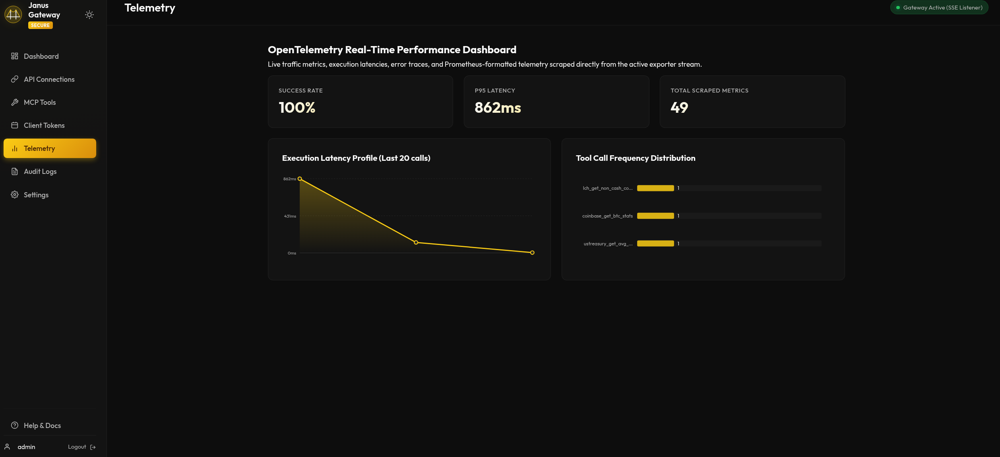 Janus
Gateway
SECURE
Dashboard
API Connections
MCP Tools
Client Tokens
Telemetry
Audit Logs
Settings
Help & Docs
admin
Logout
Telemetry
Gateway Active (SSE Listener)
OpenTelemetry Real-Time Performance Dashboard
Live traffic metrics, execution latencies, error traces, and Prometheus-formatted telemetry scraped directly from the active exporter stream.
SUCCESS RATE
100%
P95 LATENCY
862ms
TOTAL SCRAPED METRICS
49
Execution Latency Profile (Last 20 calls)
862ms
431ms
0ms
Tool Call Frequency Distribution
lch_get_non_cash_co... 1
coinbase_get_btc_stats 1
ustreasury_get_avg_... 1